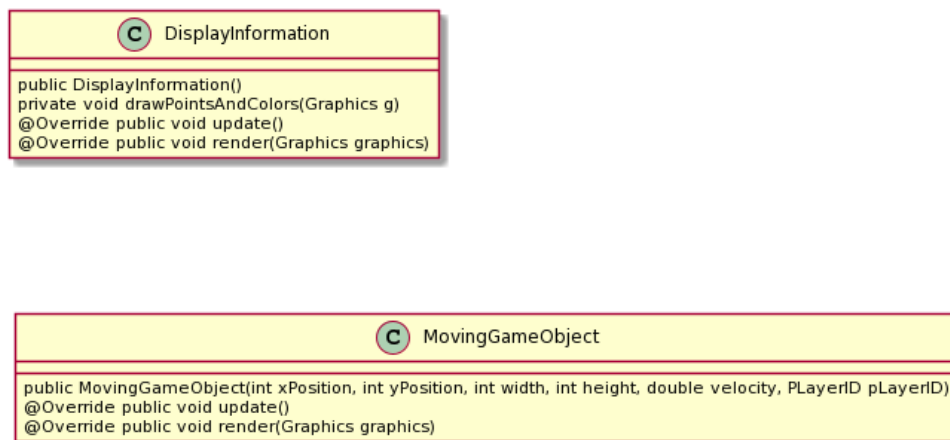 C DisplayInformation
public DisplayInformation()
private void drawPointsAndColors(Graphics g)
@Override public void update()
@Override public void render(Graphics graphics)
C MovingGameObject
public MovingGameObject(int xPosition, int yPosition, int width, int height, double velocity, PLayerID pLayerID)
@Override public void update()
@Override public void render(Graphics graphics)